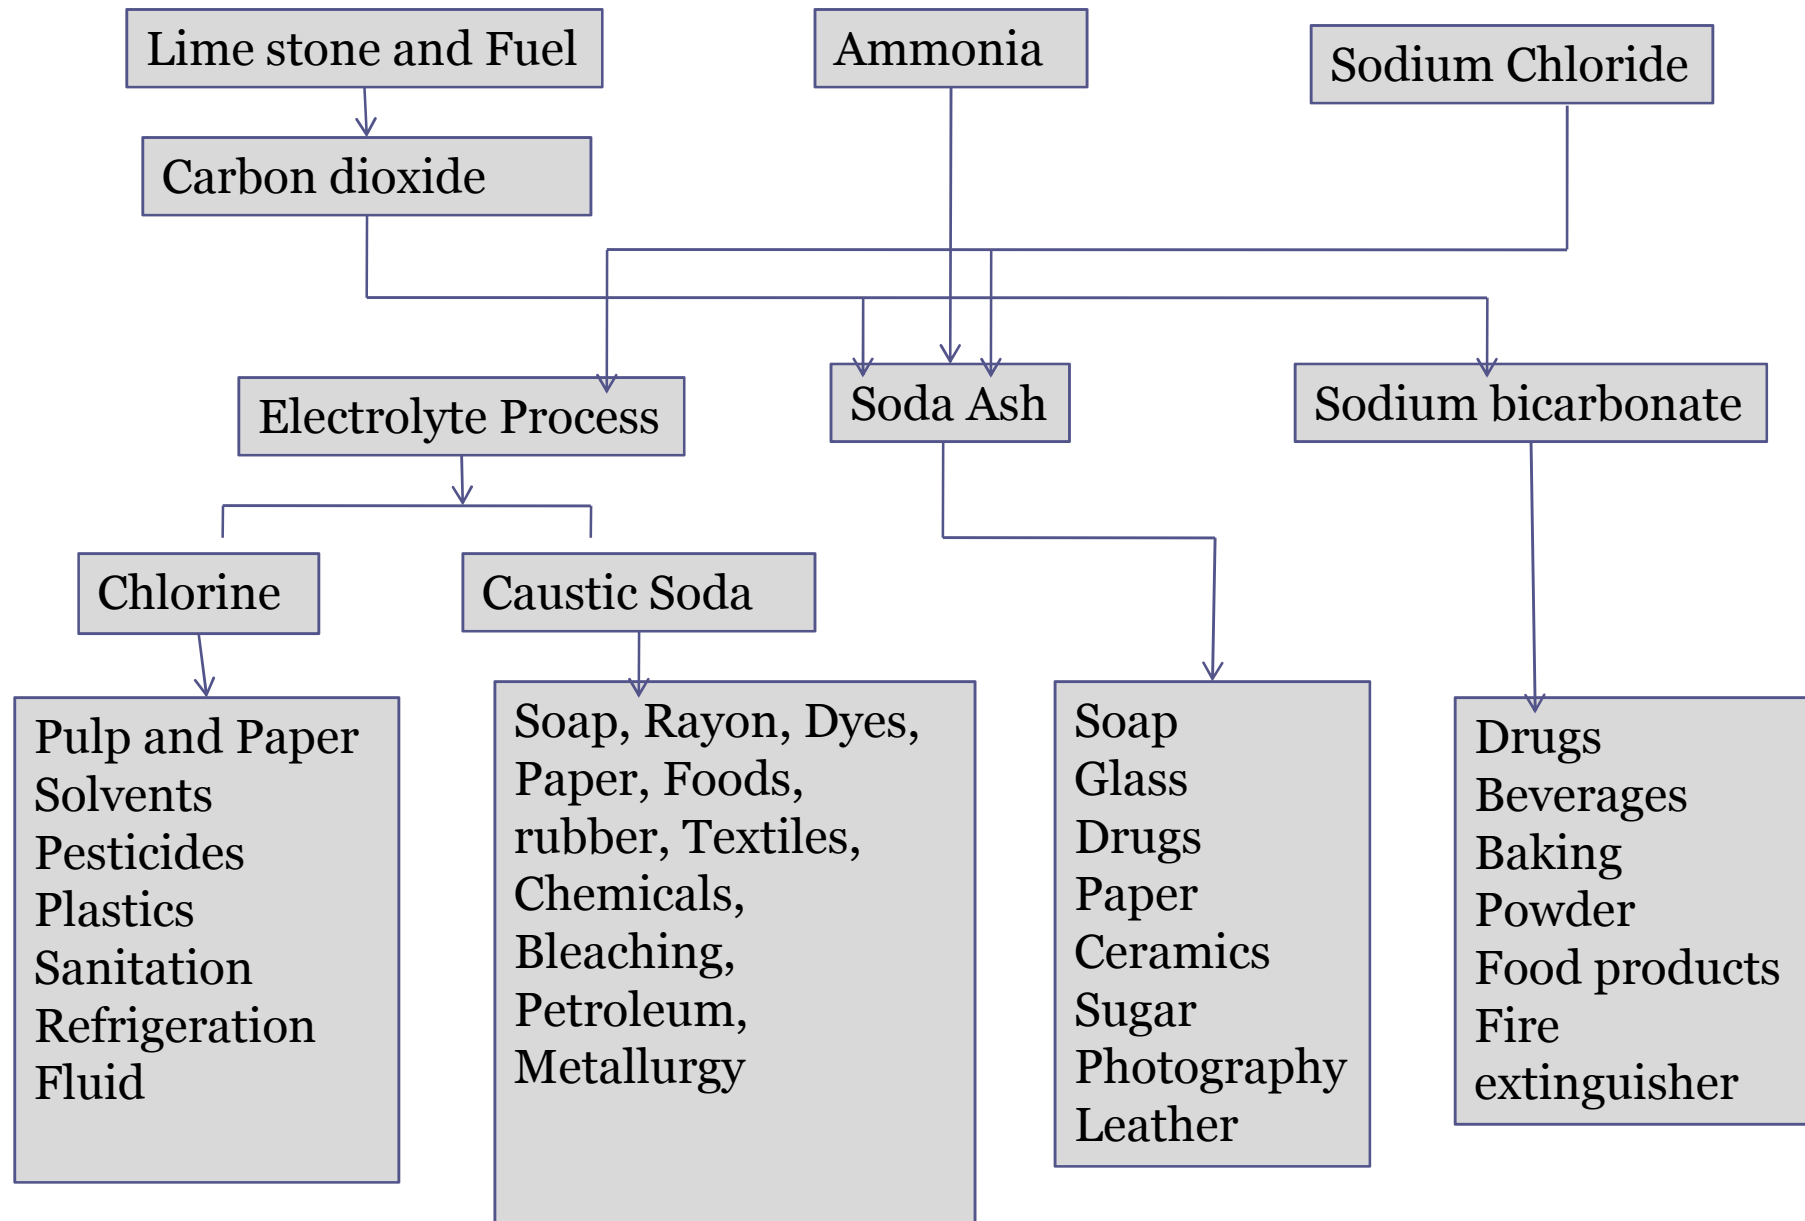 Lime stone and Fuel
Ammonia
Sodium Chloride
Carbon dioxide
Electrolyte Process
Soda Ash
Sodium bicarbonate
Chlorine
Caustic Soda
Pulp and Paper
Solvents
Pesticides
Plastics
Sanitation
Refrigeration
Fluid
Soap, Rayon, Dyes,
Paper, Foods,
rubber, Textiles,
Chemicals,
Bleaching,
Petroleum,
Metallurgy
Soap
Glass
Drugs
Paper
Ceramics
Sugar
Photography
Leather
Drugs
Beverages
Baking
Powder
Food products
Fire
extinguisher